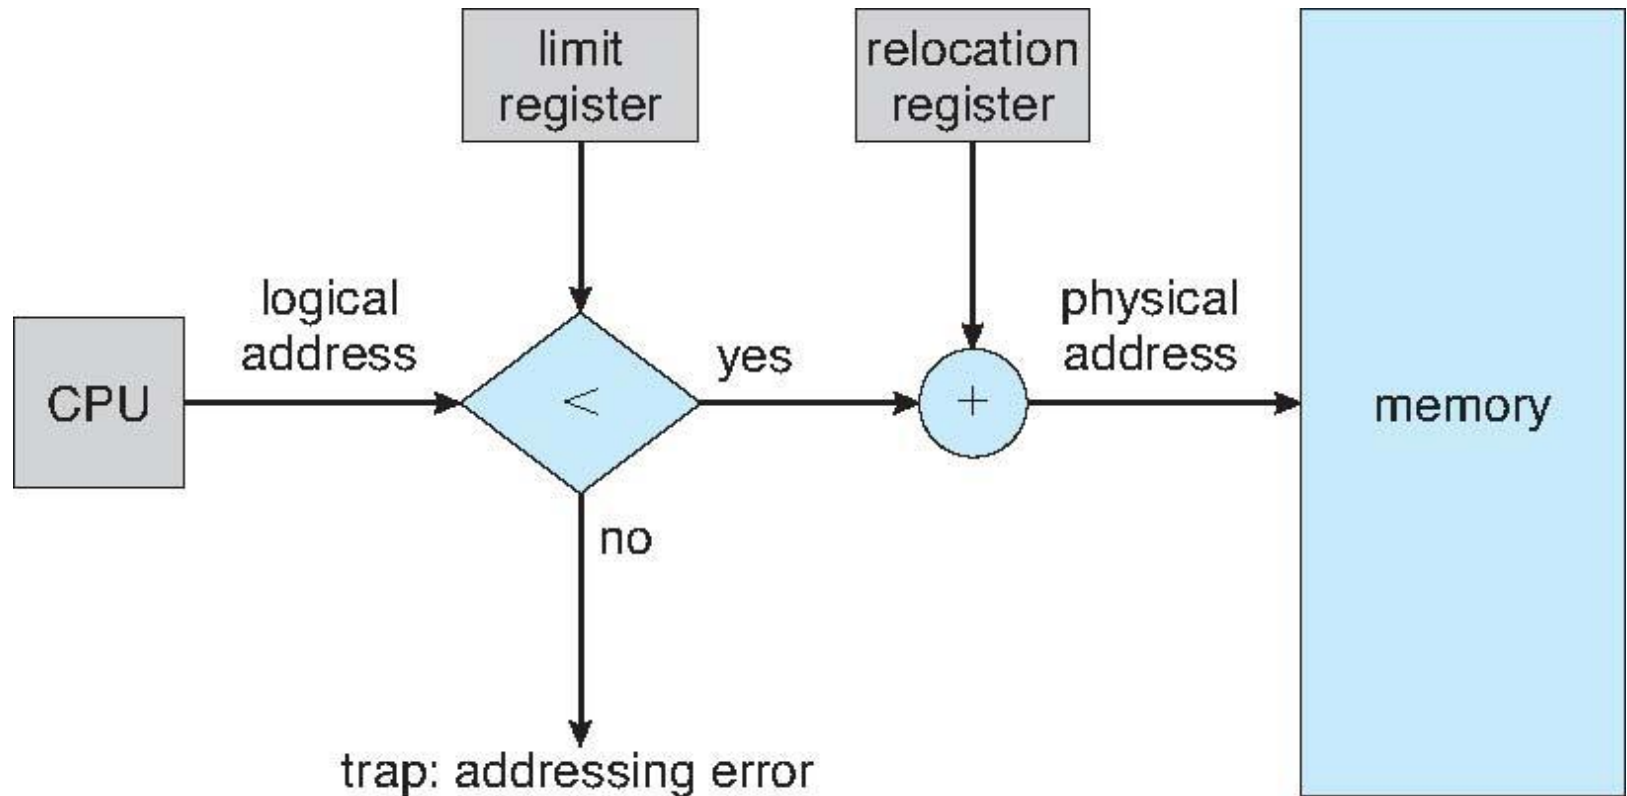 limit
register
relocation
register
logical
address
physical
address
CPU
<
yes
+
memory
no
trap: addressing error